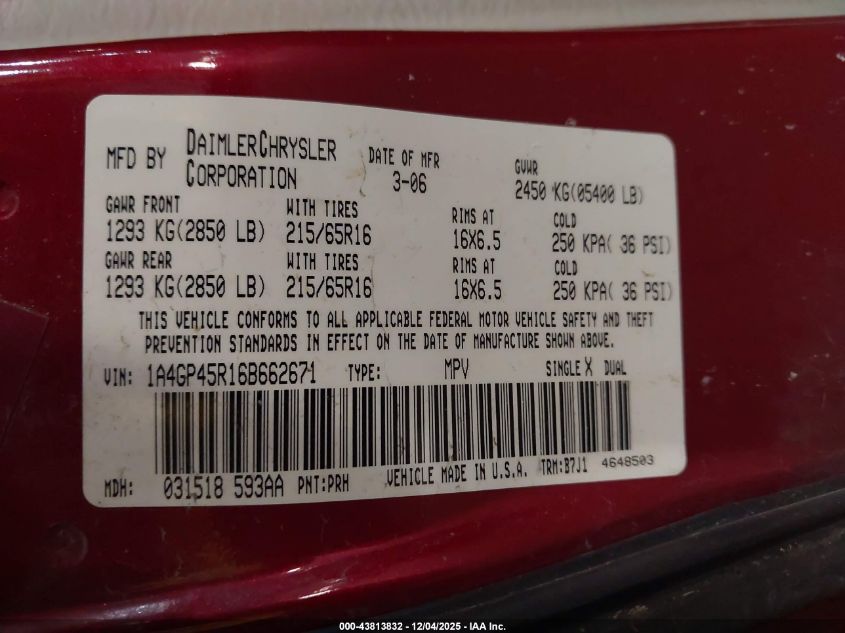 MFD BY DAIMLERCHRYSLER CORPORATION DATE OF MFR 3-06 GVWR 2450 KG(05400 LB)
GAWR FRONT WITH TIRES RIMS AT COLD
1293 KG(2850 LB) 215/65R16 16X6.5 250 KPA( 36 PSI)
GAWR REAR WITH TIRES RIMS AT COLD
1293 KG(2850 LB) 215/65R16 16X6.5 250 KPA( 36 PSI)
THIS VEHICLE CONFORMS TO ALL APPLICABLE FEDERAL MOTOR VEHICLE SAFETY AND THEFT
PREVENTION STANDARDS IN EFFECT ON THE DATE OF MANUFACTURE SHOWN ABOVE.
VIN: 1A4GP45R16B662671 TYPE: MPV SINGLE X DUAL
MDH: 031518 593AA PNT:PRH VEHICLE MADE IN U.S.A. TRM:B7J1 4648503
000-43813832 - 12/04/2025 - IAA Inc.